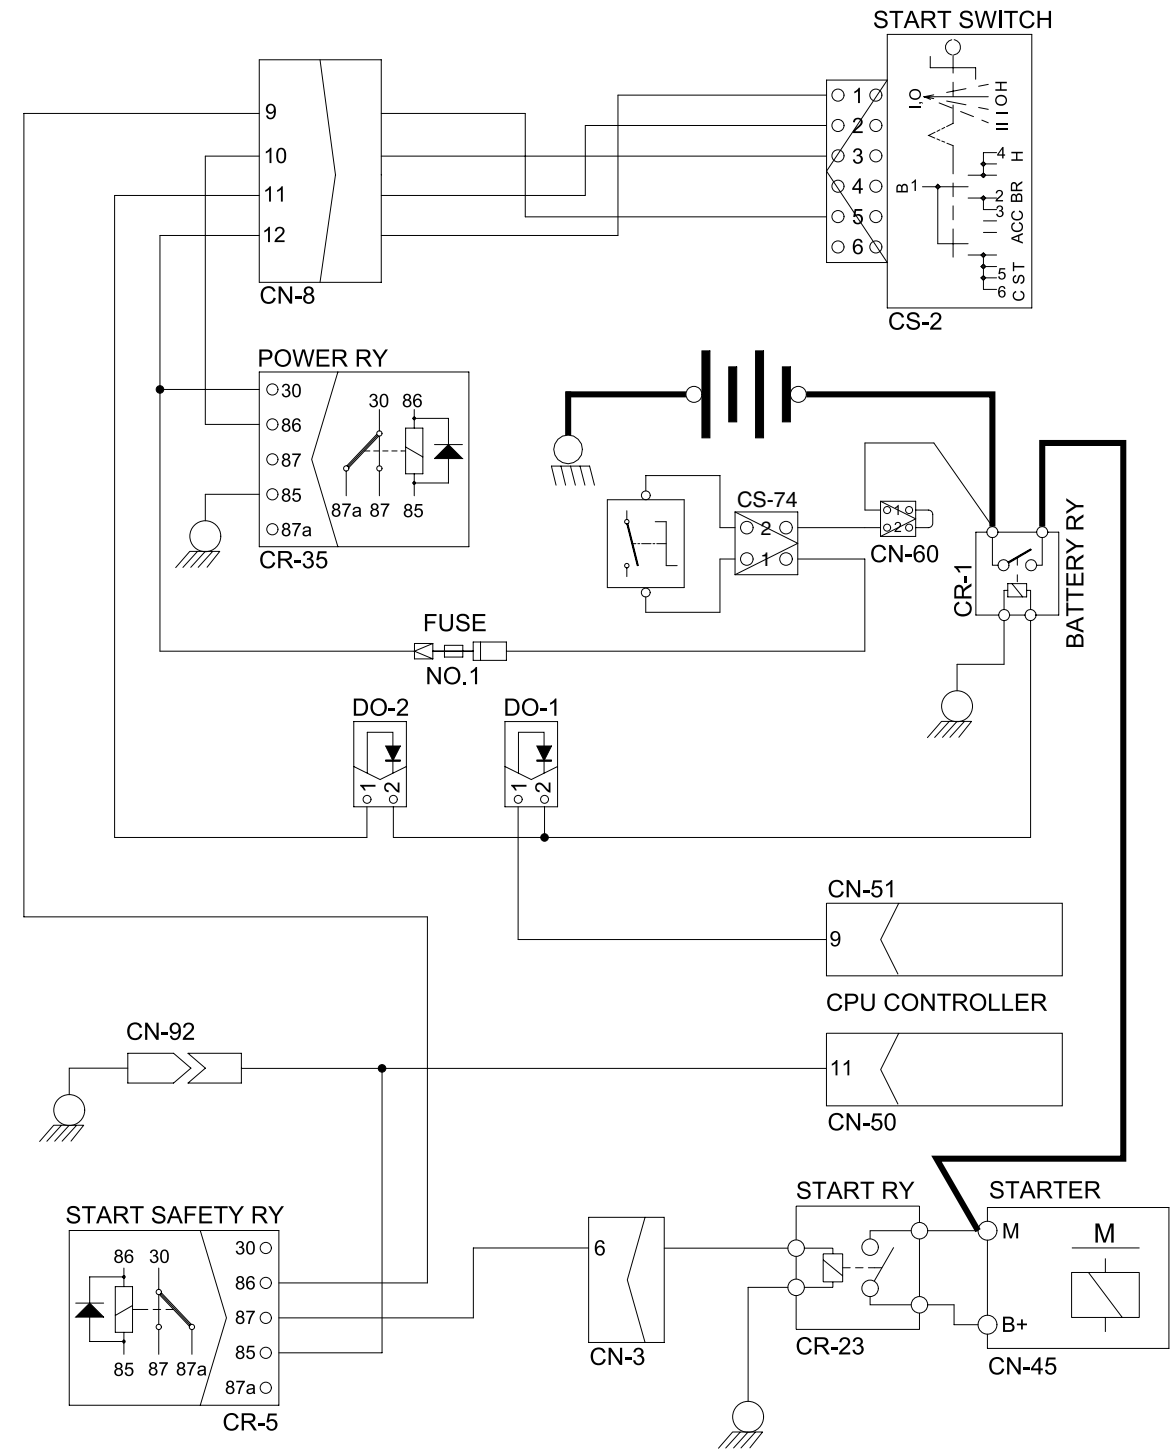 START SWITCH
9
10
11
12
CN-8
1
2
3
4
5
6
I,O
H O I II
4 H
B 1
2 BR
3 ACC
5 ST
6 C
CS-2
POWER RY
30
86
87
85
87a
30 86
87a 87 85
CR-35
CS-74
2
1
1
2
CN-60
CR-1
BATTERY RY
FUSE
NO.1
DO-2
1 2
DO-1
1 2
CN-51
9
CPU CONTROLLER
CN-92
11
CN-50
START SAFETY RY
86 30
85 87 87a
30
86
87
85
87a
CR-5
6
CN-3
START RY
CR-23
STARTER
M
M
B+
CN-45